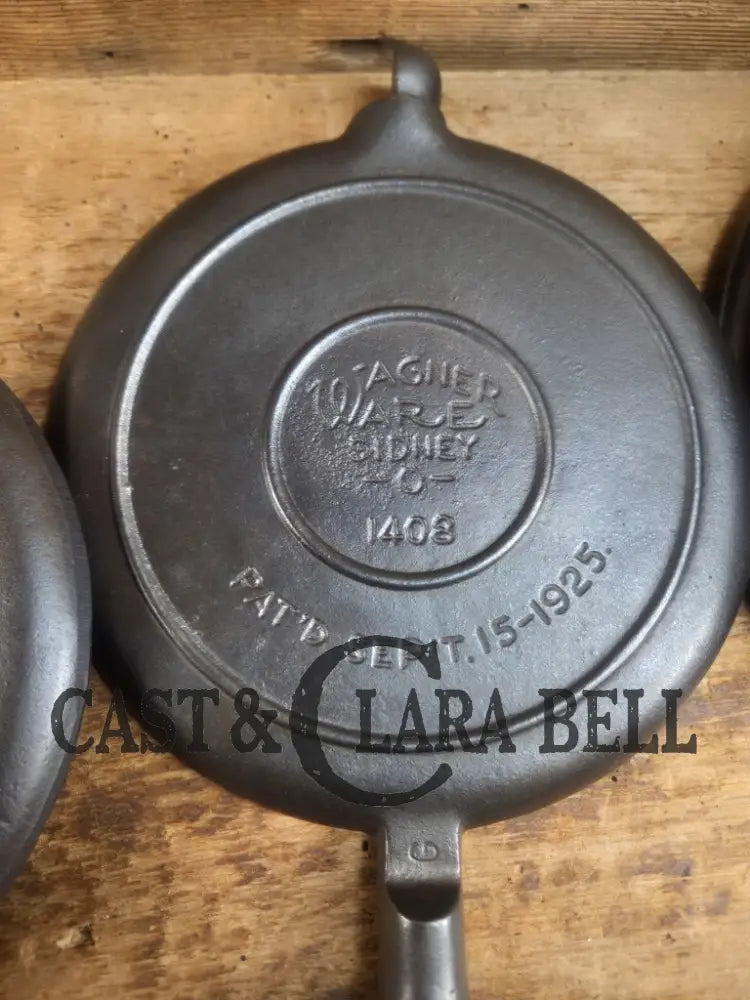 WAGNER
WARE
SIDNEY
-O-
1408
PAT'D SEPT. 15-1925.
CAST & CLARA BELL
G